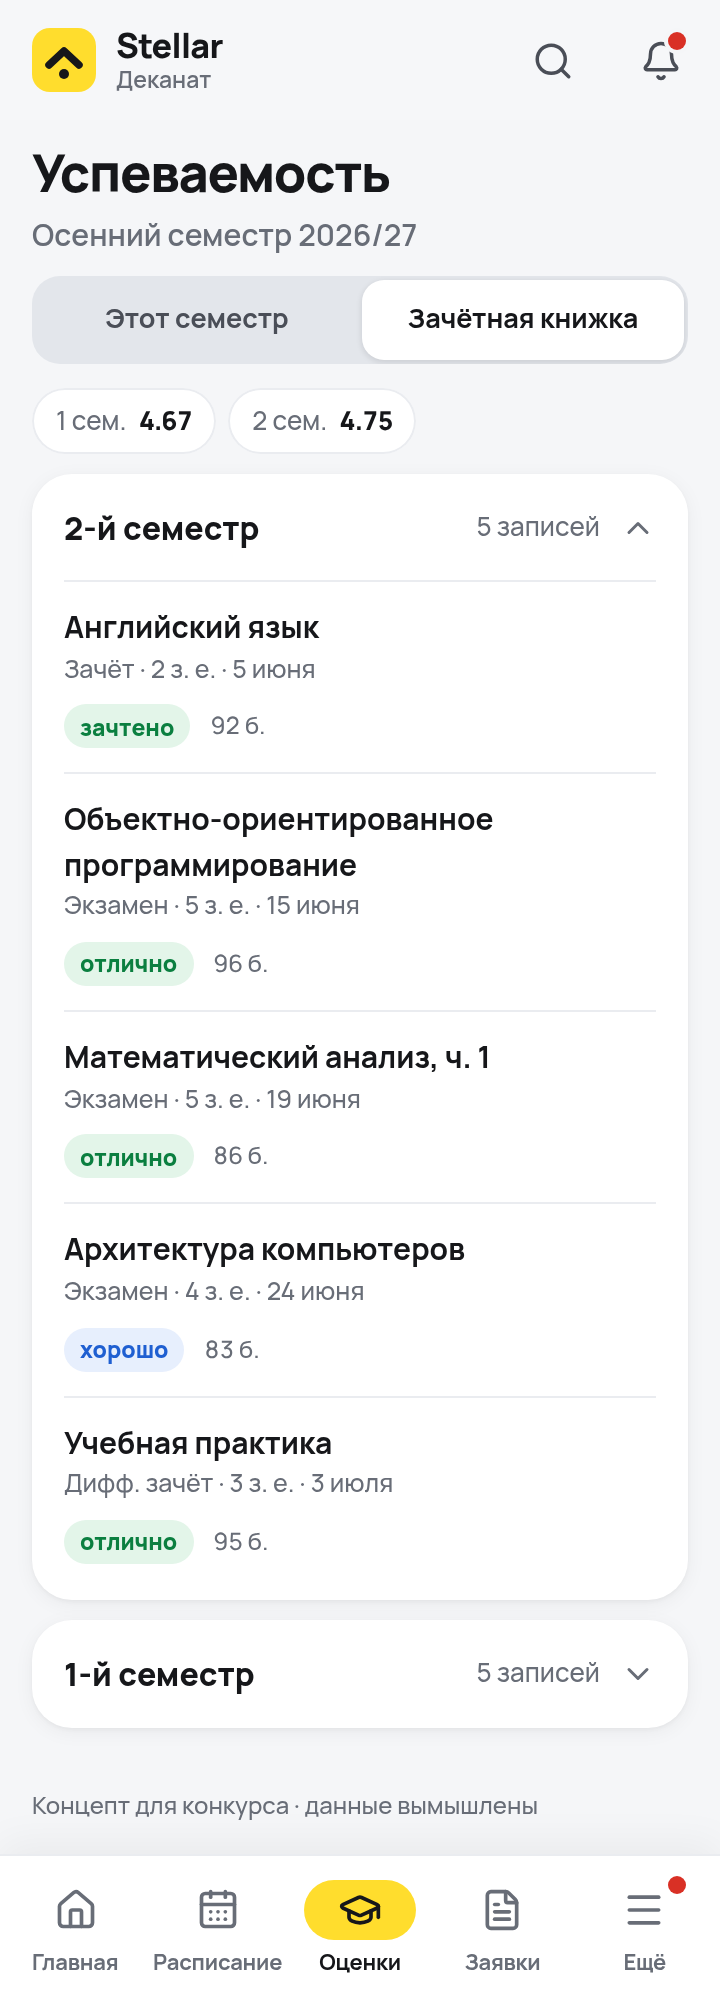 Stellar
Деканат
Успеваемость
Осенний семестр 2026/27
Этот семестр
Зачётная книжка
1 сем. 4.67
2 сем. 4.75
2-й семестр
5 записей
Английский язык
Зачёт · 2 з. е. · 5 июня
зачтено 92 б.
Объектно-ориентированное
программирование
Экзамен · 5 з. е. · 15 июня
отлично 96 б.
Математический анализ, ч. 1
Экзамен · 5 з. е. · 19 июня
отлично 86 б.
Архитектура компьютеров
Экзамен · 4 з. е. · 24 июня
хорошо 83 б.
Учебная практика
Дифф. зачёт · 3 з. е. · 3 июля
отлично 95 б.
1-й семестр
5 записей
Концепт для конкурса · данные вымышлены
Главная
Расписание
Оценки
Заявки
Ещё